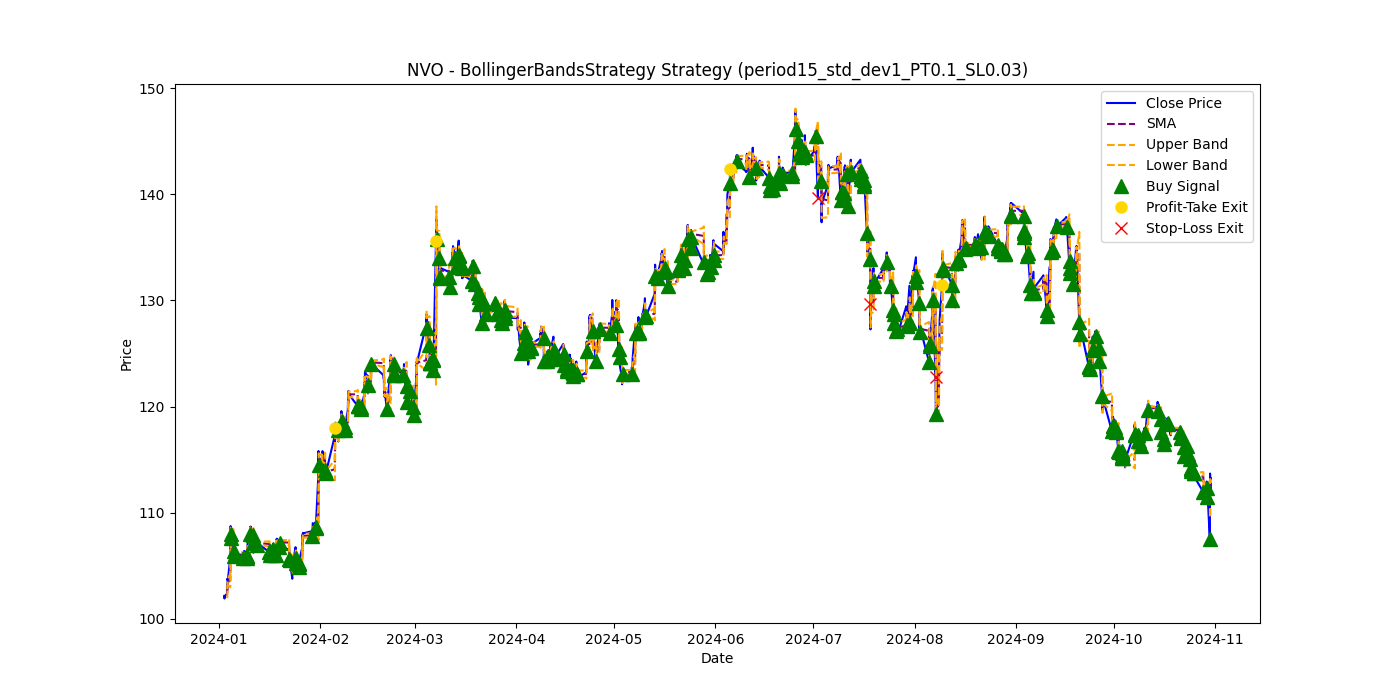 NVO - BollingerBandsStrategy Strategy (period15_std_dev1_PT0.1_SL0.03)
Close Price
SMA
Upper Band
Lower Band
Buy Signal
Profit-Take Exit
Stop-Loss Exit
Price
150
140
130
120
110
100
2024-01 2024-02 2024-03 2024-04 2024-05 2024-06 2024-07 2024-08 2024-09 2024-10 2024-11
Date